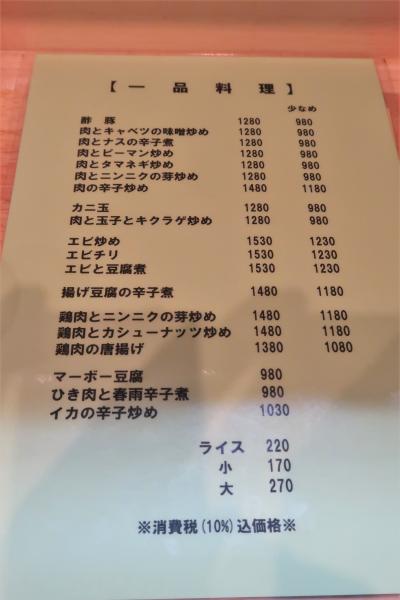 【一品料理】
少なめ
酢豚 1280 980
肉とキャベツの味噌炒め 1280 980
肉とナスの辛子煮 1280 980
肉とピーマン炒め 1280 980
肉とタマネギ炒め 1280 980
肉とニンニクの芽炒め 1280 980
肉の辛子炒め 1480 1180
カニ玉 1280 980
肉と玉子とキクラゲ炒め 1280 980
エビ炒め 1530 1230
エビチリ 1530 1230
エビと豆腐煮 1530 1230
揚げ豆腐の辛子煮 1480 1180
鶏肉とニンニクの芽炒め 1480 1180
鶏肉とカシューナッツ炒め 1480 1180
鶏肉の唐揚げ 1380 1080
マーボー豆腐 980
ひき肉と春雨辛子煮 980
イカの辛子炒め 1030
ライス 220
小 170
大 270
※消費税(10%)込価格※